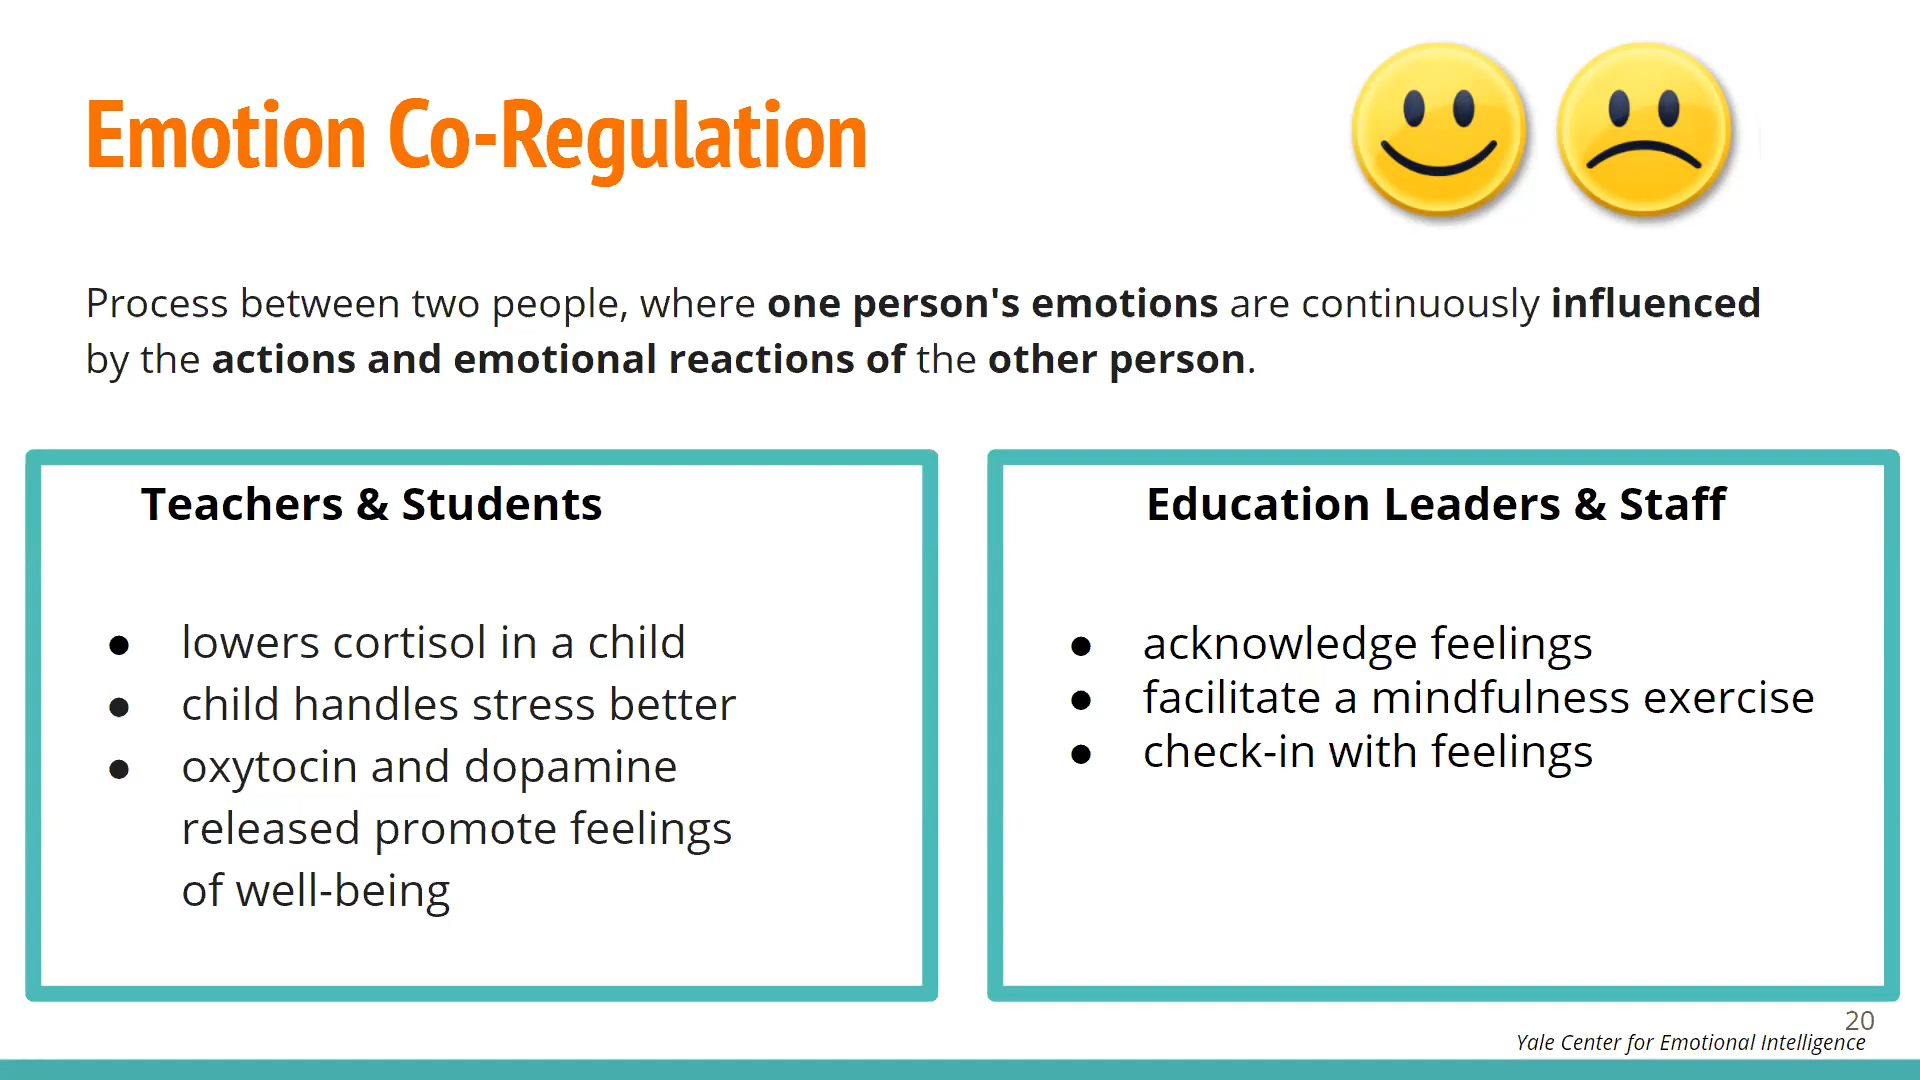 Emotion Co-Regulation
Process between two people, where one person's emotions are continuously influenced
by the actions and emotional reactions of the other person.
Teachers & Students
● lowers cortisol in a child
● child handles stress better
● oxytocin and dopamine
released promote feelings
of well-being
Education Leaders & Staff
● acknowledge feelings
● facilitate a mindfulness exercise
● check-in with feelings
20
Yale Center for Emotional Intelligence